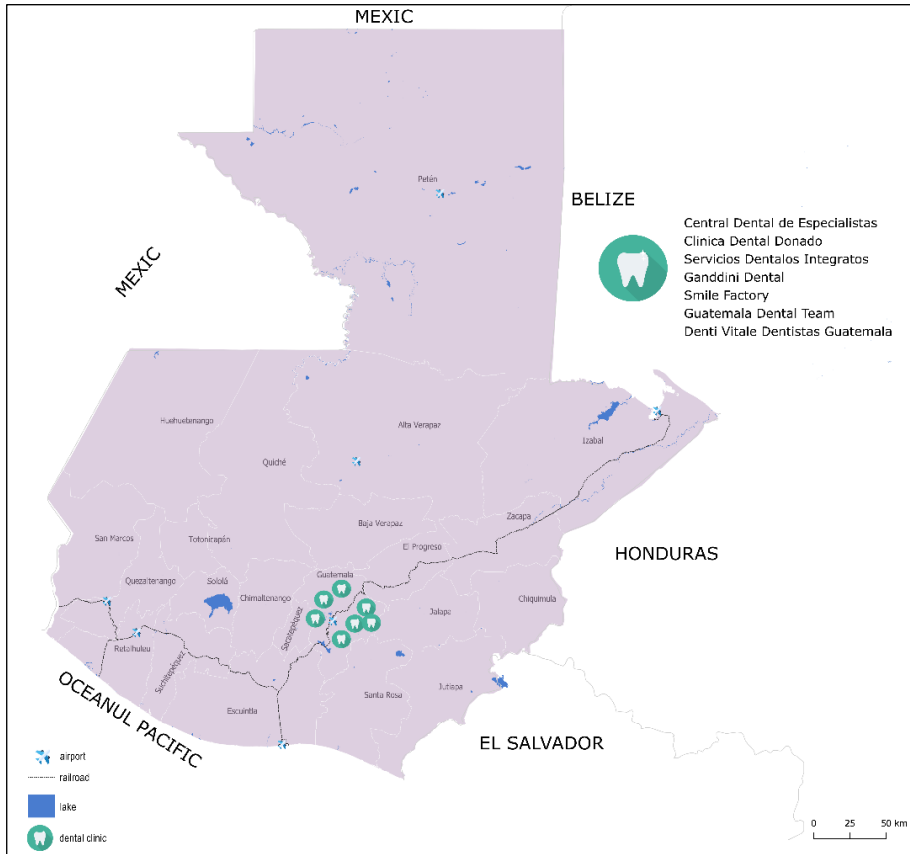 MEXIC
Petén
BELIZE
Central Dental de Especialistas
Clinica Dental Donado
Servicios Dentalos Integratos
Ganddini Dental
Smile Factory
Guatemala Dental Team
Denti Vitale Dentistas Guatemala
MEXIC
Huehuetenango
Alta Verapaz
Izabal
Quiché
Zacapa
Baja Verapaz
San Marcos
Totonicapán
El Progreso
HONDURAS
Quezaltenango
Sololá
Guatemala
Chimaltenango
Chiquimula
Jalapa
Sacatepéquez
Retalhuleu
Suchitepéquez
Santa Rosa
Jutiapa
Escuintla
OCEANUL PACIFIC
EL SALVADOR
airport
railroad
lake
dental clinic
0 25 50 km